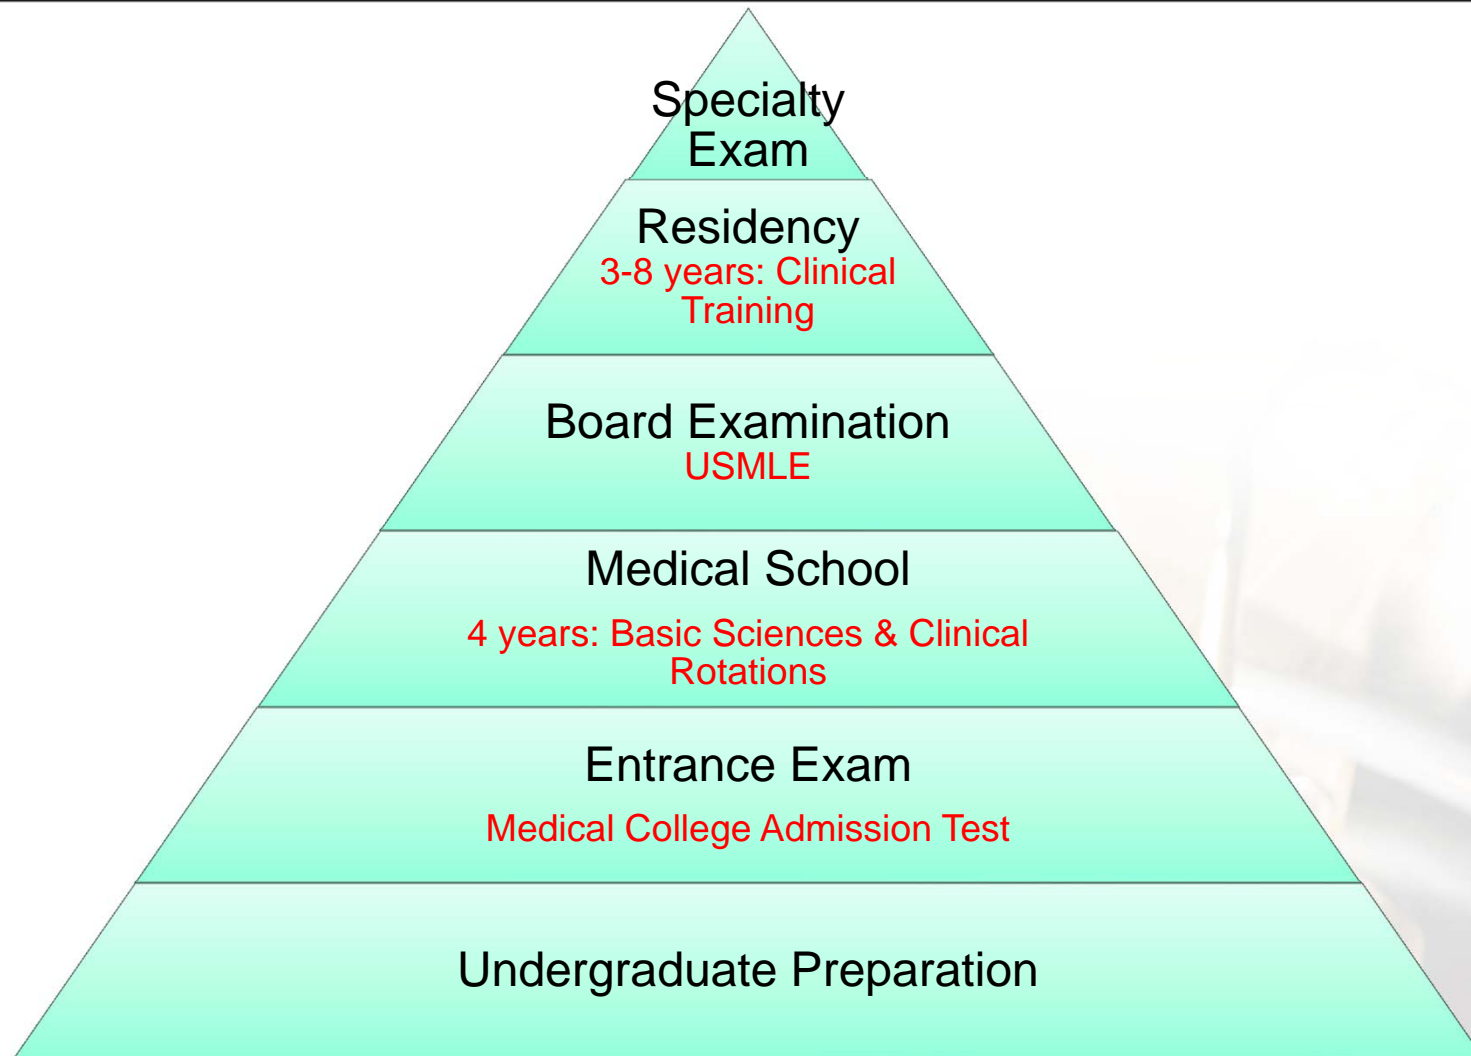 Specialty
Exam
Residency
3-8 years: Clinical
Training
Board Examination
USMLE
Medical School
4 years: Basic Sciences & Clinical
Rotations
Entrance Exam
Medical College Admission Test
Undergraduate Preparation